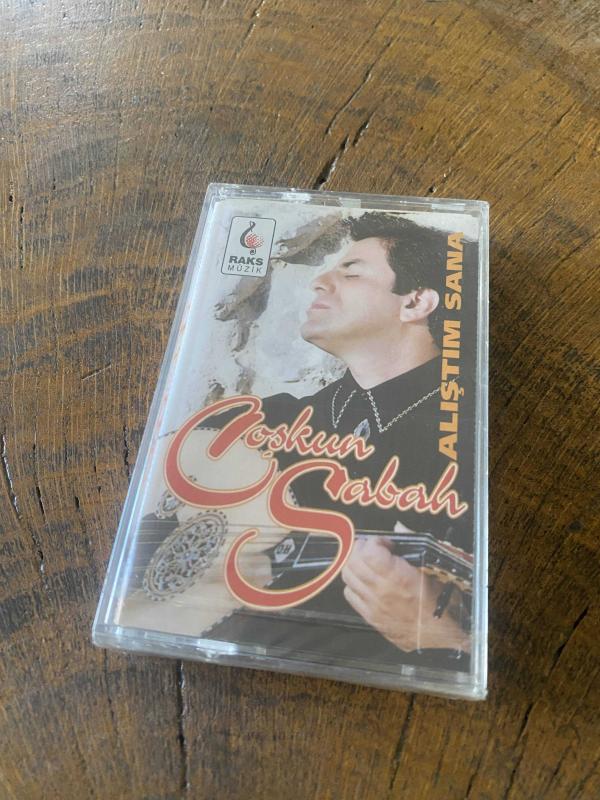 RAKS
MÜZİK
ALIŞTIM SANA
Coşkun
Sabah